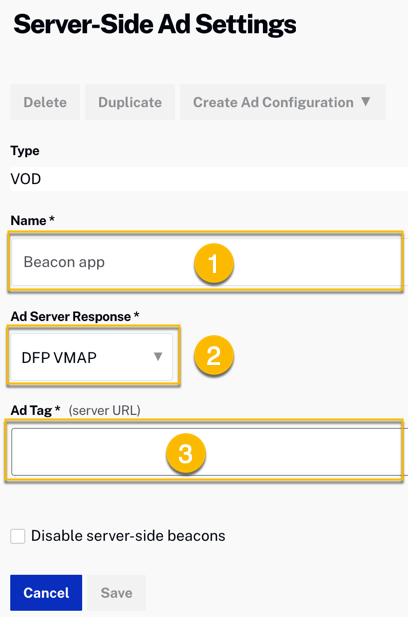 Server-Side Ad Settings
Delete Duplicate Create Ad Configuration ▼
Type
VOD
Name *
Beacon app 1
Ad Server Response *
DFP VMAP ▼ 2
Ad Tag * (server URL)
3
Disable server-side beacons
Cancel Save